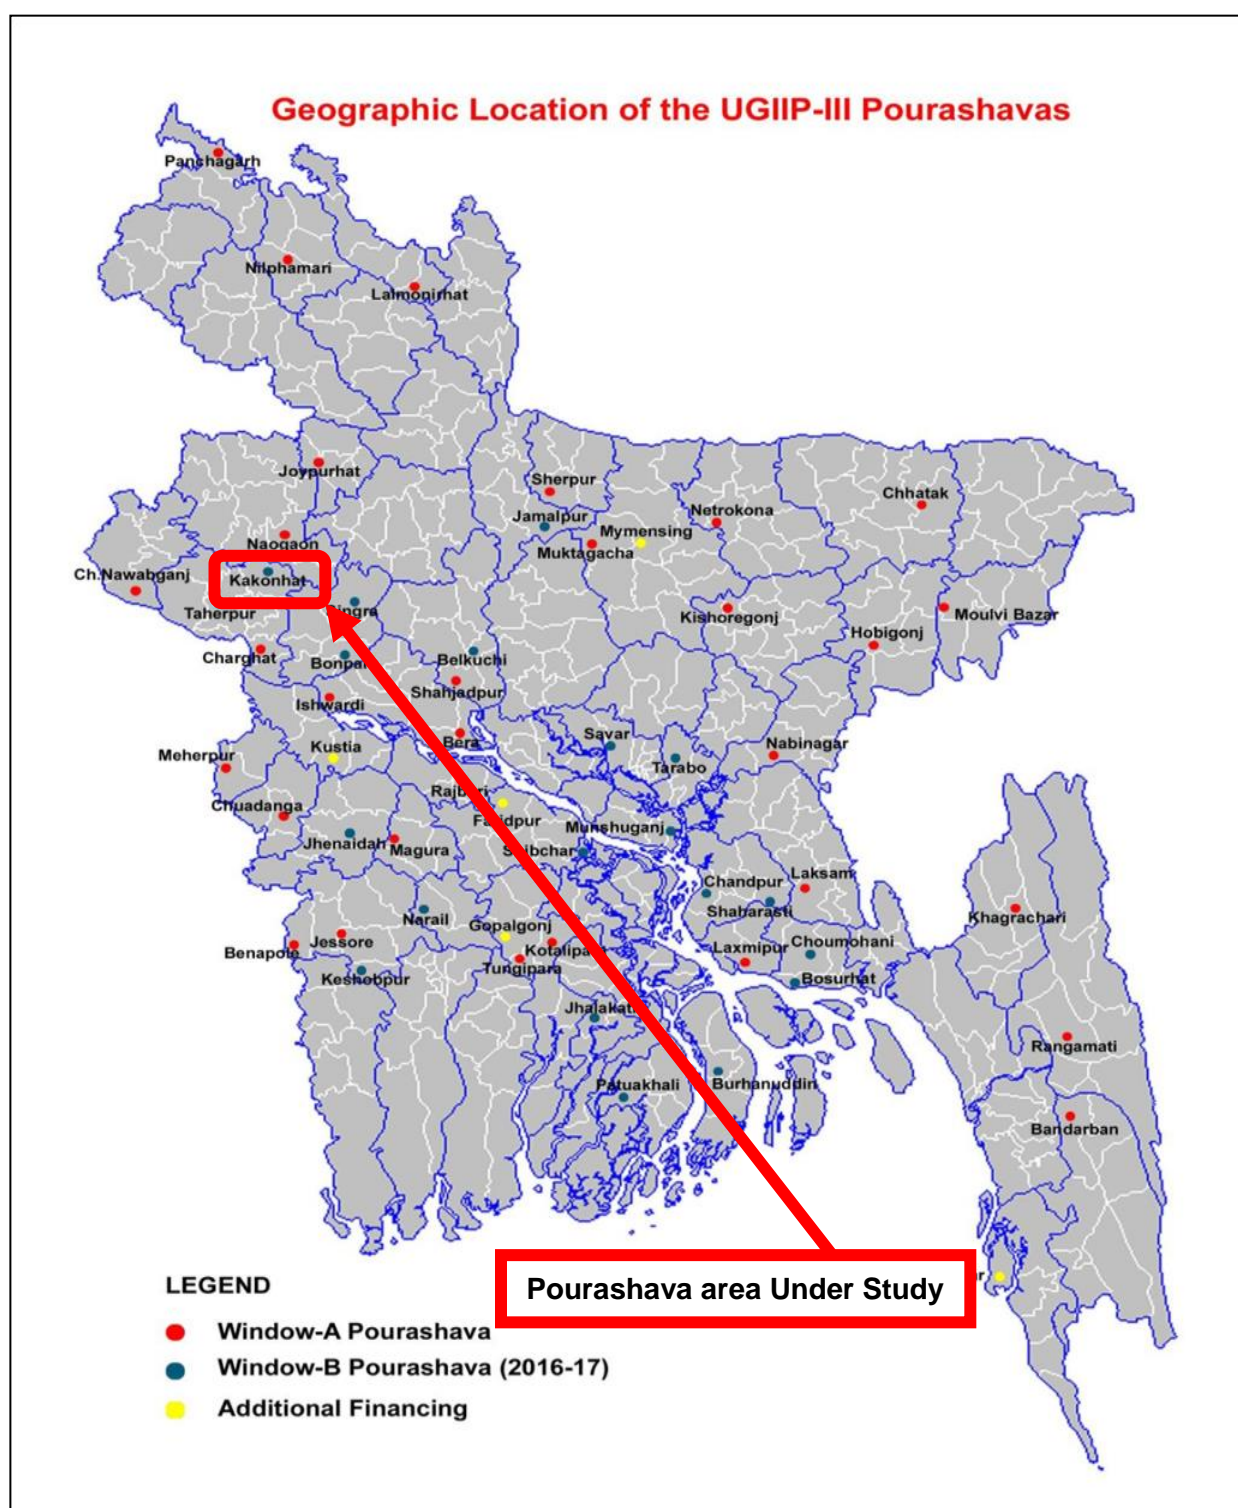 Geographic Location of the UGIIP-III Pourashavas
Panchagarh
Nilphamari
Lalmonirhat
Joypurhat
Sherpur
Chhatak
Jamalpur
Netrokona
Mymensing
Naogaon
Muktagacha
Ch.Nawabganj
Kakonhat
Taherpur
Kishoregonj
Moulvi Bazar
Hobigonj
Charghat
Belkuchi
Shahjadpur
Ishwardi
Savar
Bera
Kustia
Nabinagar
Meherpur
Tarabo
Chuadanga
Munshuganj
Jhenaidah
Magura
Laksam
Chandpur
Shaharasti
Khagrachari
Narail
Gopalgonj
Jessore
Benapole
Choumohani
Laxmipur
Tungipara
Keshobpur
Bosurhat
Rangamati
Patuakhali
Burhanuddin
Bandarban
Pourashava area Under Study
LEGEND
Window-A Pourashava
Window-B Pourashava (2016-17)
Additional Financing